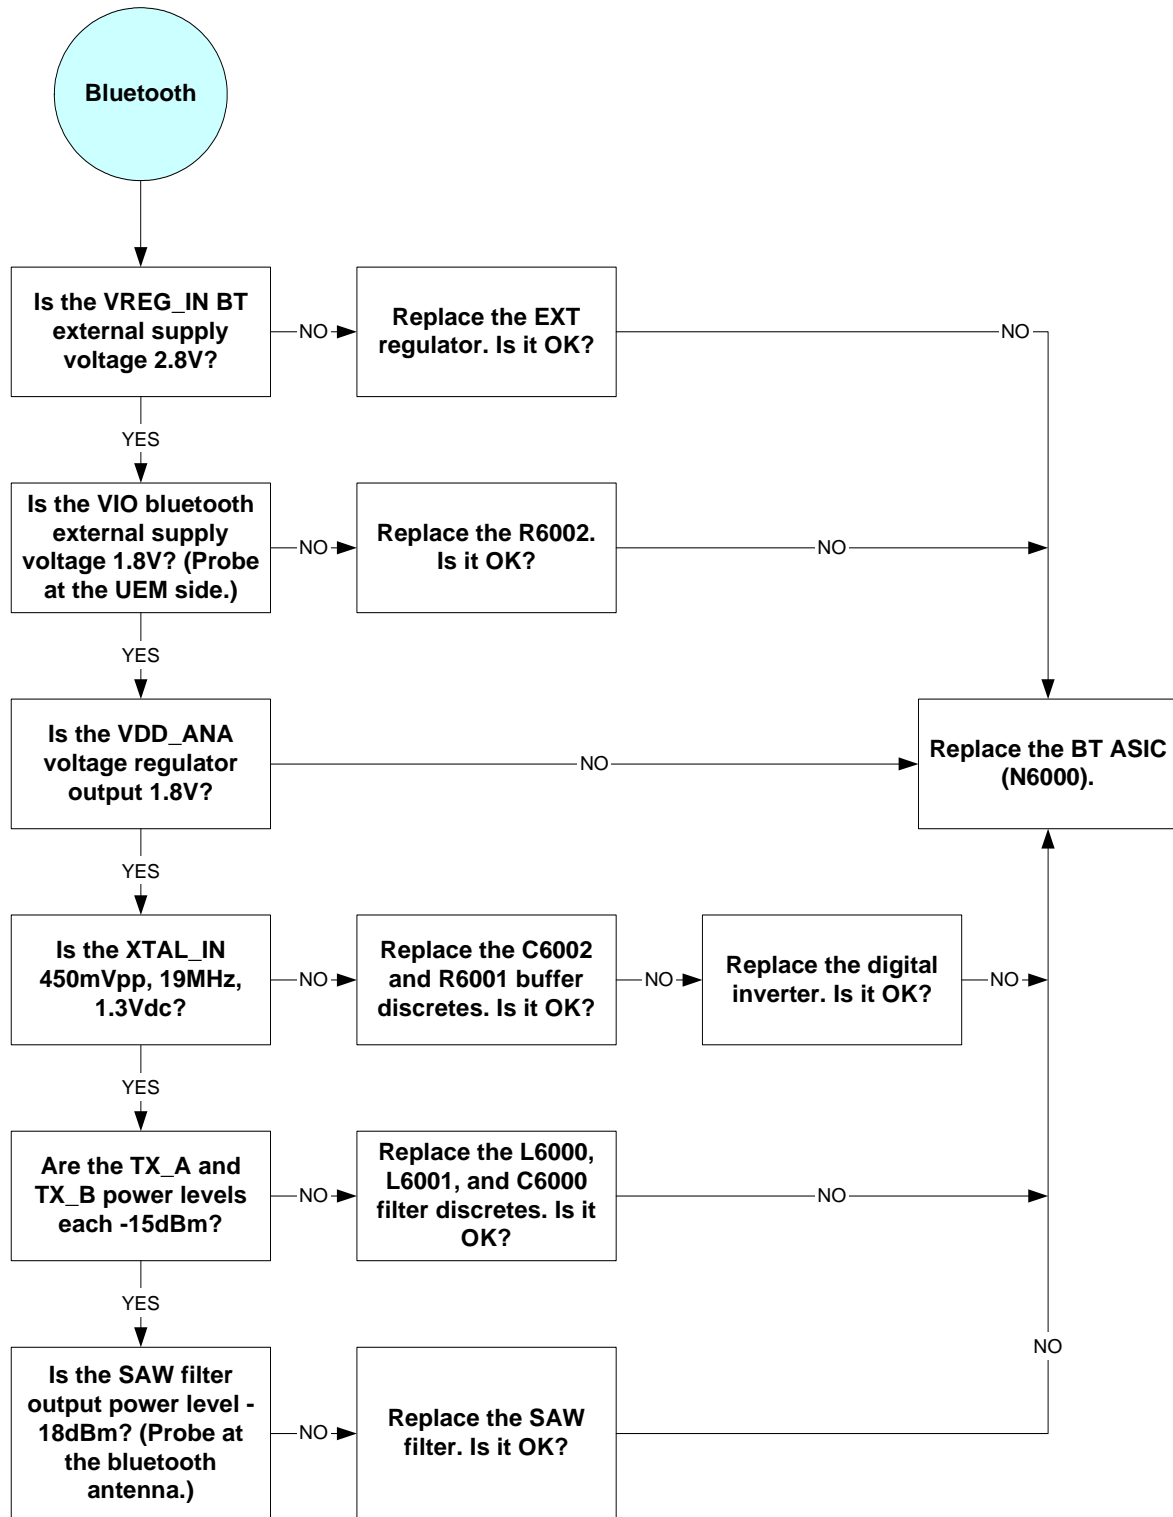 Bluetooth
Is the VREG_IN BT
external supply
voltage 2.8V?
NO
Replace the EXT
regulator. Is it OK?
NO
YES
Is the VIO bluetooth
external supply
voltage 1.8V? (Probe
at the UEM side.)
NO
Replace the R6002.
Is it OK?
NO
YES
Is the VDD_ANA
voltage regulator
output 1.8V?
NO
Replace the BT ASIC
(N6000).
YES
Is the XTAL_IN
450mVpp, 19MHz,
1.3Vdc?
NO
Replace the C6002
and R6001 buffer
discretes. Is it OK?
NO
Replace the digital
inverter. Is it OK?
NO
YES
Are the TX_A and
TX_B power levels
each -15dBm?
NO
Replace the L6000,
L6001, and C6000
filter discretes. Is it
OK?
NO
YES
Is the SAW filter
output power level -
18dBm? (Probe at
the bluetooth
antenna.)
NO
Replace the SAW
filter. Is it OK?
NO